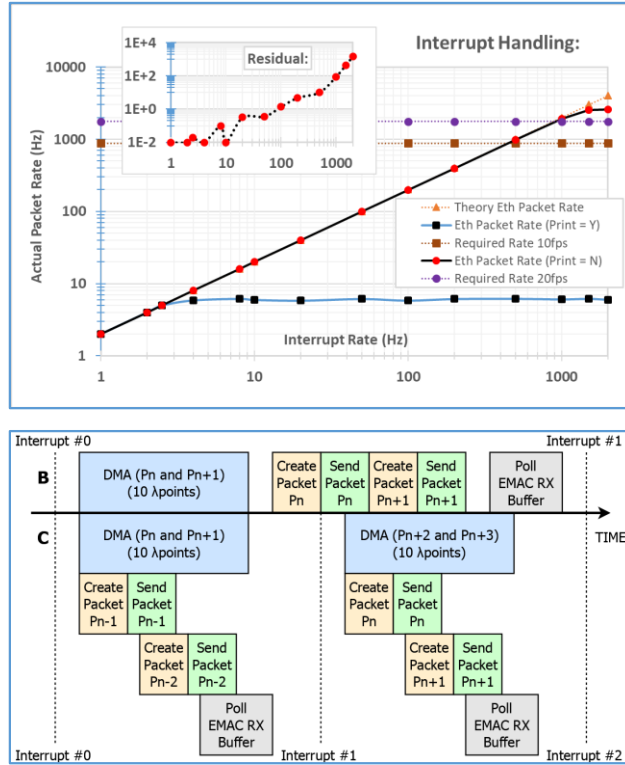 Interrupt Handling:
Residual:
1E+4
1E+2
1E+0
1E-2
1 10 100 1000
10000
1000
100
10
1
Actual Packet Rate (Hz)
Theory Eth Packet Rate
Eth Packet Rate (Print = Y)
Required Rate 10fps
Eth Packet Rate (Print = N)
Required Rate 20fps
Interrupt Rate (Hz)
1 10 100 1000
Interrupt #0
Interrupt #1
B
DMA (Pn and Pn+1)
(10 λpoints)
Create
Packet
Pn
Send
Packet
Pn
Create
Packet
Pn+1
Send
Packet
Pn+1
Poll
EMAC RX
Buffer
TIME
C
DMA (Pn and Pn+1)
(10 λpoints)
DMA (Pn+2 and Pn+3)
(10 λpoints)
Create
Packet
Pn-1
Send
Packet
Pn-1
Create
Packet
Pn
Send
Packet
Pn
Create
Packet
Pn-2
Send
Packet
Pn-2
Create
Packet
Pn+1
Send
Packet
Pn+1
Poll
EMAC RX
Buffer
Poll
EMAC RX
Buffer
Interrupt #0
Interrupt #1
Interrupt #2